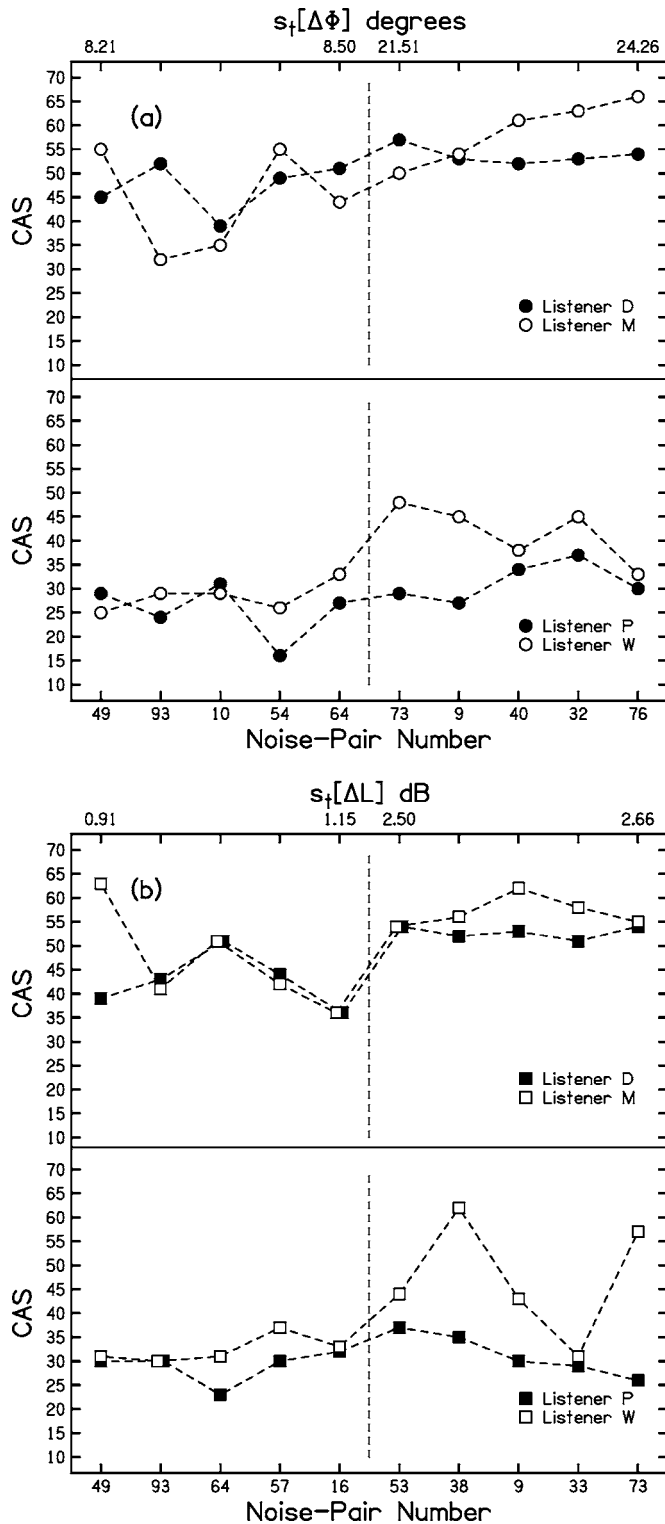 s_t[ΔΦ] degrees
8.21 8.50 21.51 24.26
(a)
CAS
70
65
60
55
50
45
40
35
30
25
20
15
10
Listener D
Listener M
CAS
70
65
60
55
50
45
40
35
30
25
20
15
10
Listener P
Listener W
49 93 10 54 64 73 9 40 32 76
Noise-Pair Number
s_t[ΔL] dB
0.91 1.15 2.50 2.66
(b)
CAS
70
65
60
55
50
45
40
35
30
25
20
15
10
Listener D
Listener M
CAS
70
65
60
55
50
45
40
35
30
25
20
15
10
Listener P
Listener W
49 93 64 57 16 53 38 9 33 73
Noise-Pair Number